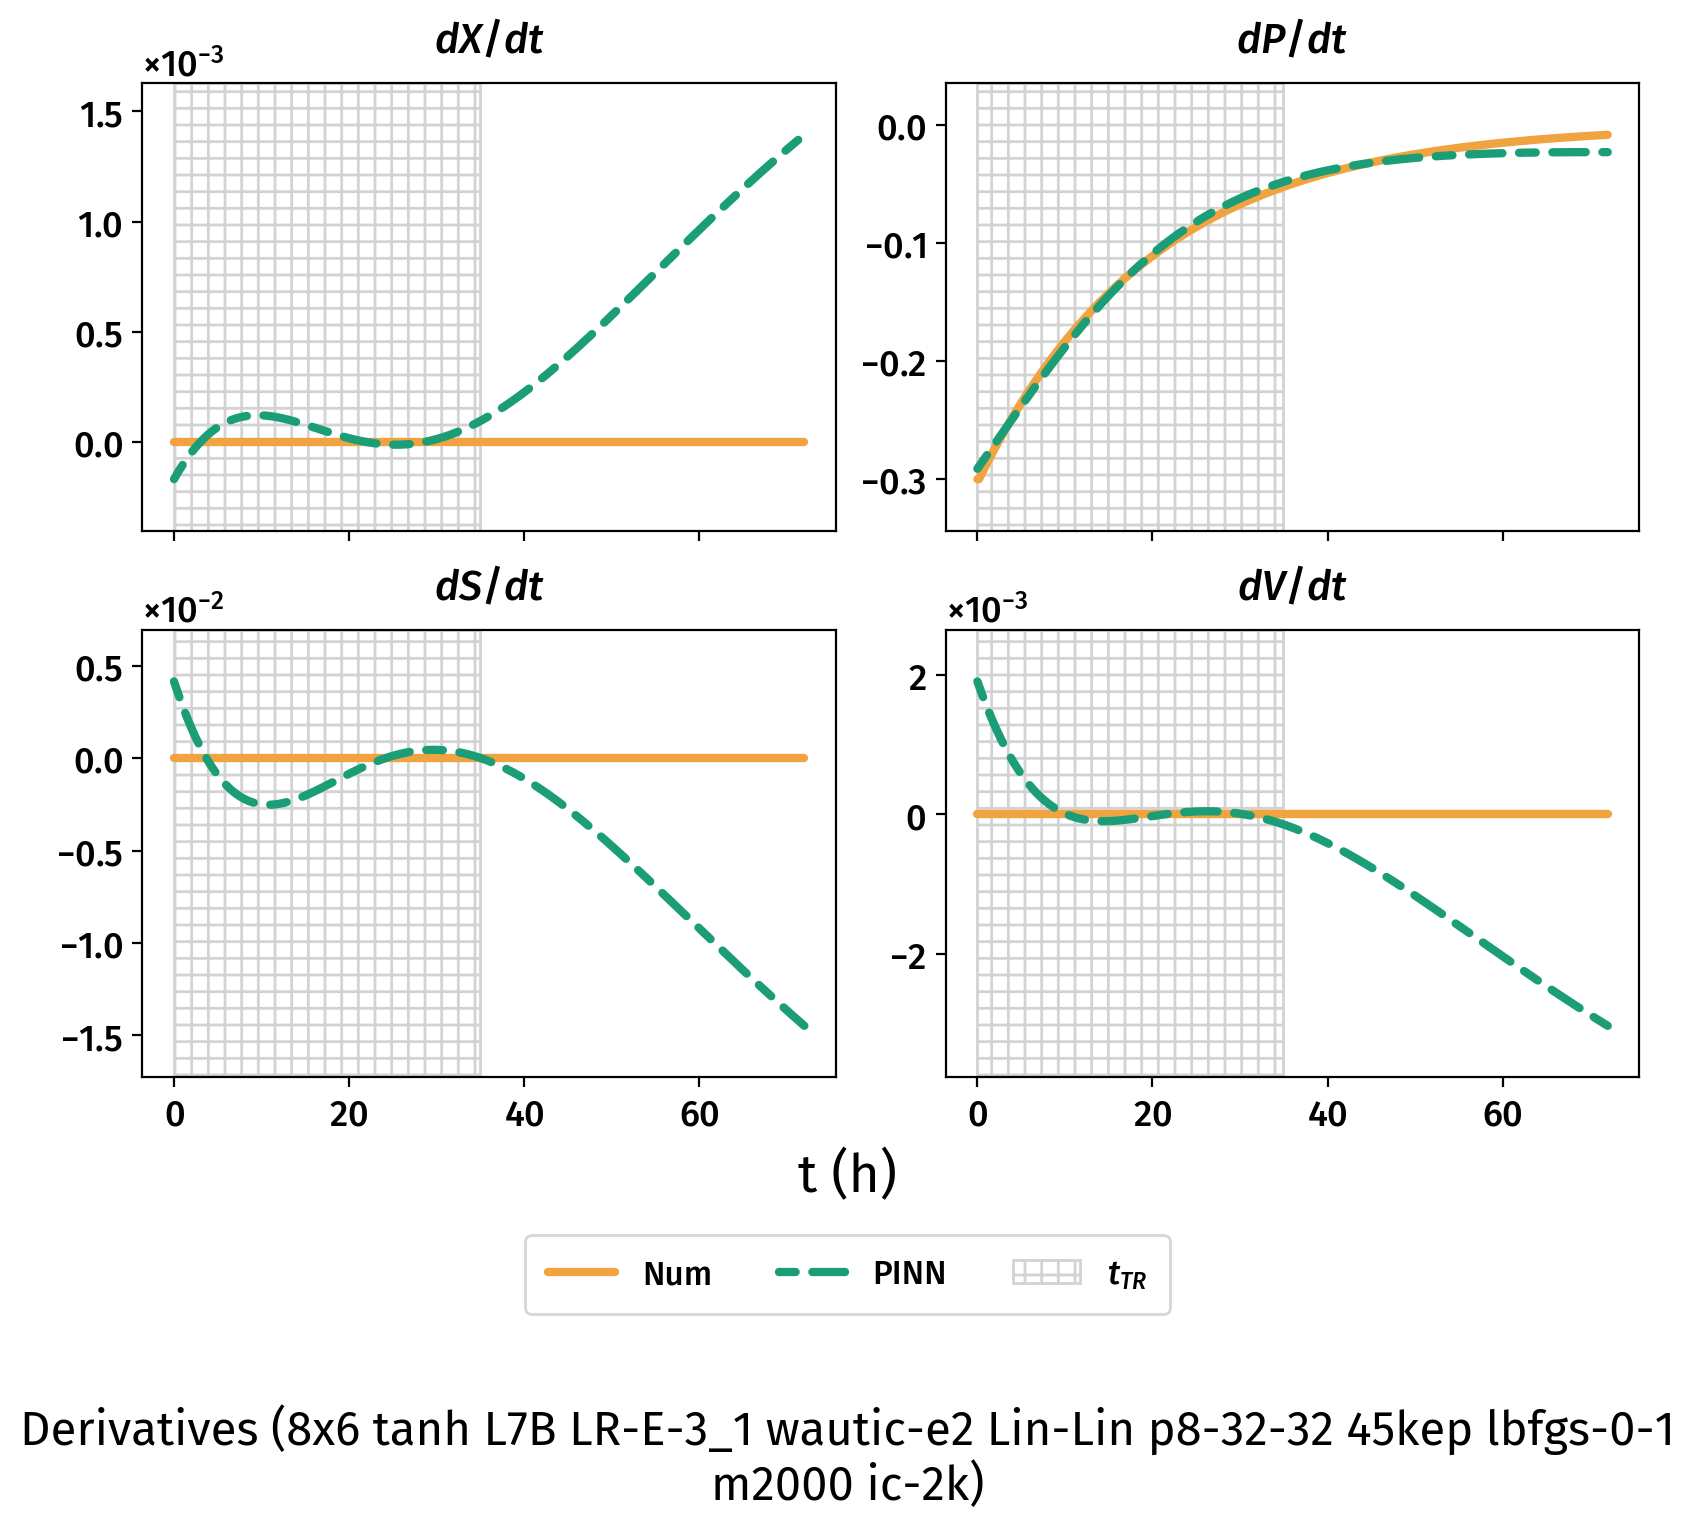 dX/dt
×10⁻³
1.5
1.0
0.5
0.0
dP/dt
0.0
−0.1
−0.2
−0.3
dS/dt
×10⁻²
0.5
0.0
−0.5
−1.0
−1.5
0 20 40 60
dV/dt
×10⁻³
2
0
−2
0 20 40 60
t (h)
Num PINN t_TR
Derivatives (8x6 tanh L7B LR-E-3_1 wautic-e2 Lin-Lin p8-32-32 45kep lbfgs-0-1
m2000 ic-2k)